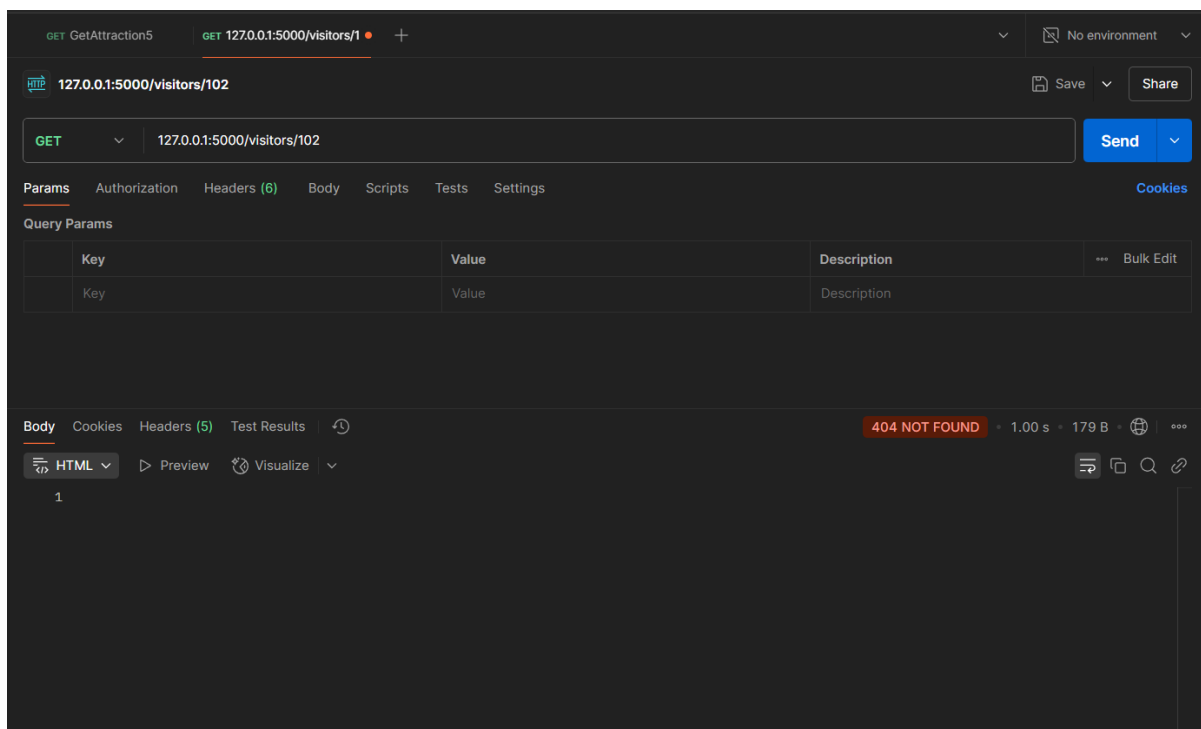 GET GetAttraction5 GET 127.0.0.1:5000/visitors/1 No environment
HTTP 127.0.0.1:5000/visitors/102 Save Share
GET 127.0.0.1:5000/visitors/102 Send
Params Authorization Headers (6) Body Scripts Tests Settings Cookies
Query Params
Key Value Description Bulk Edit
Key Value Description
Body Cookies Headers (5) Test Results 404 NOT FOUND • 1.00 s • 179 B •
HTML Preview Visualize
1